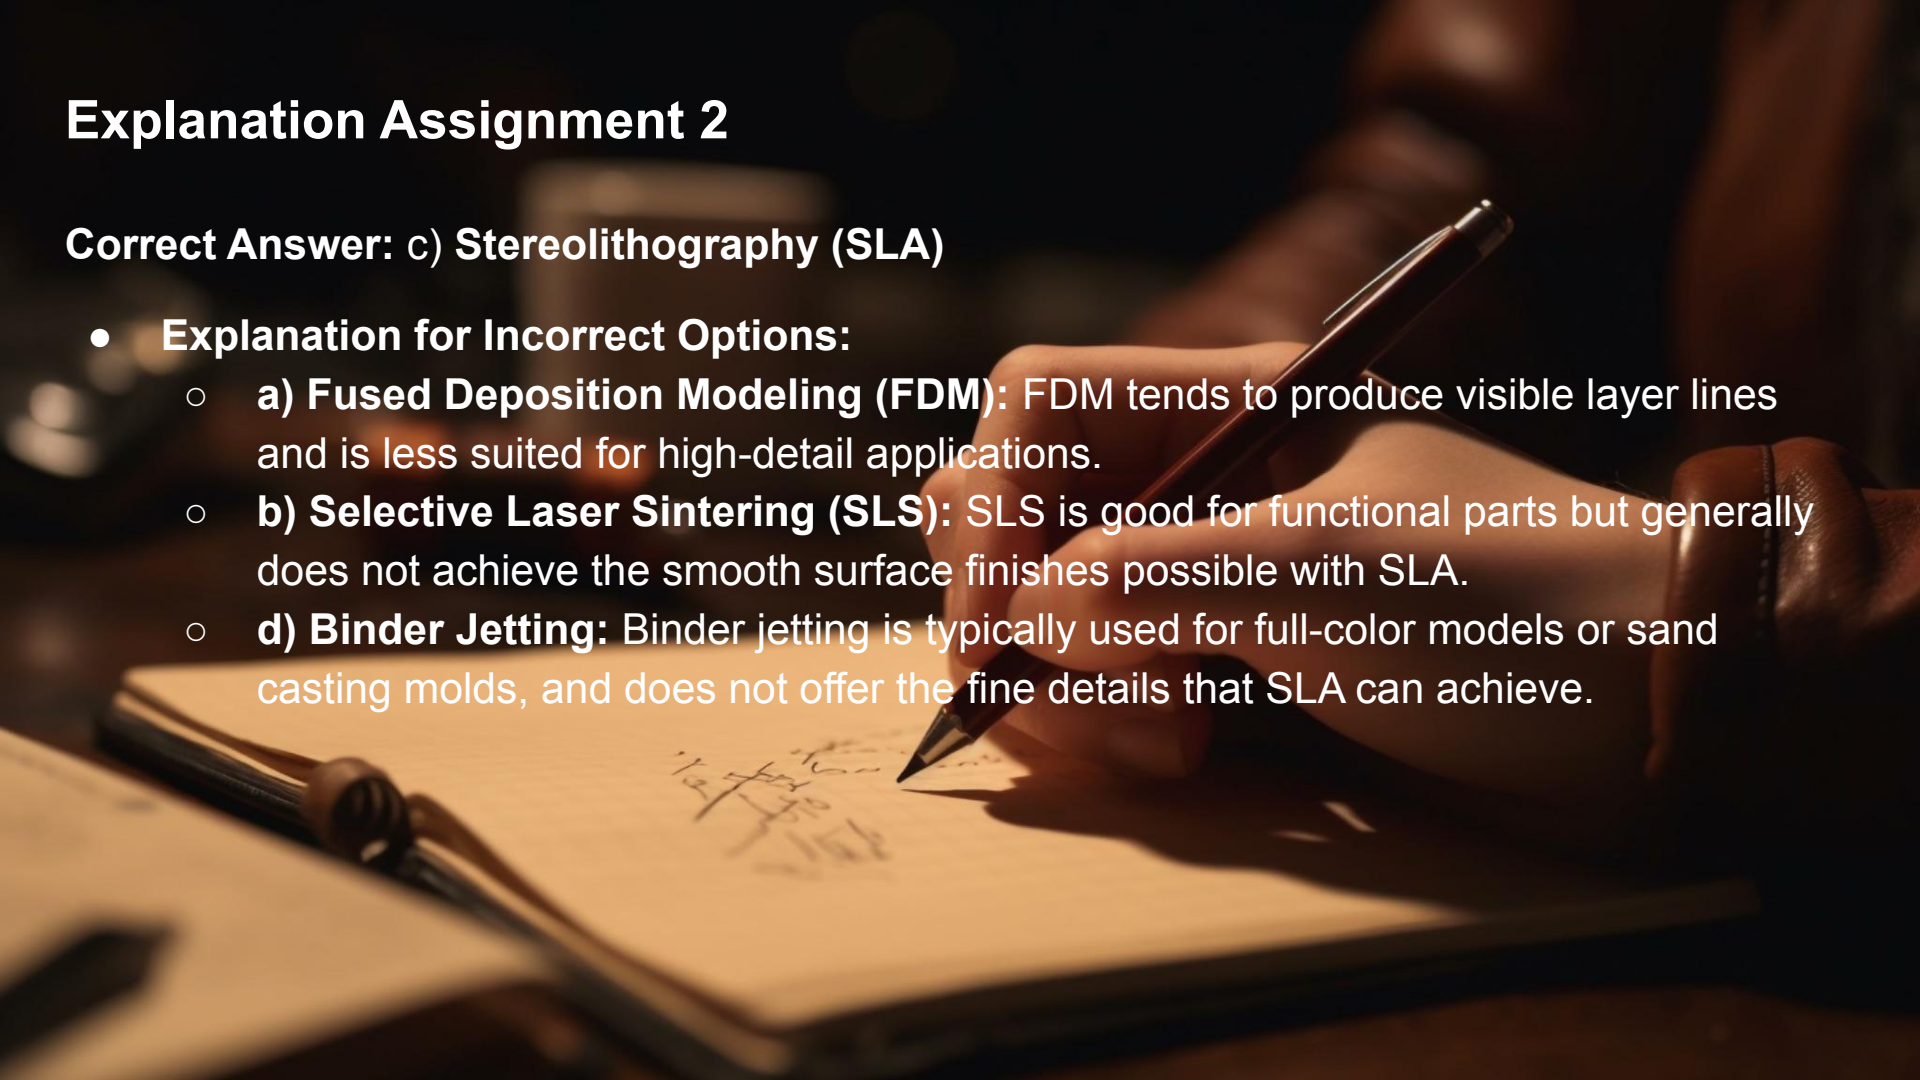 Explanation Assignment 2
Correct Answer: c) Stereolithography (SLA)
● Explanation for Incorrect Options:
○ a) Fused Deposition Modeling (FDM): FDM tends to produce visible layer lines
and is less suited for high-detail applications.
○ b) Selective Laser Sintering (SLS): SLS is good for functional parts but generally
does not achieve the smooth surface finishes possible with SLA.
○ d) Binder Jetting: Binder jetting is typically used for full-color models or sand
casting molds, and does not offer the fine details that SLA can achieve.